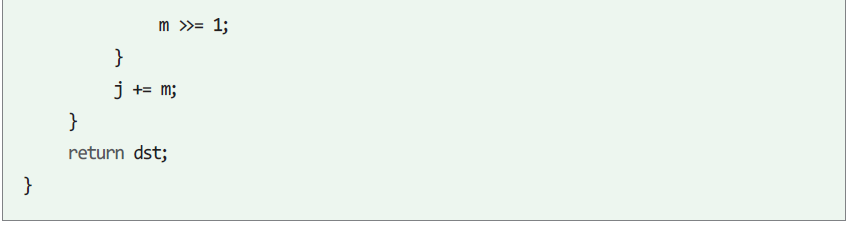 m >>= 1;
}
j += m;
}
return dst;
}